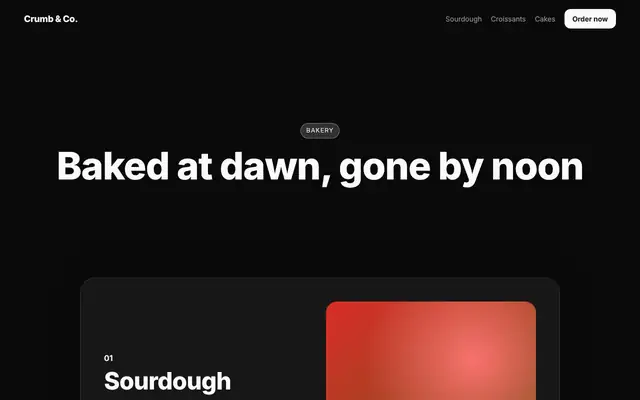 Crumb & Co.
Sourdough
Croissants
Cakes
Order now
BAKERY
Baked at dawn, gone by noon
01
Sourdough